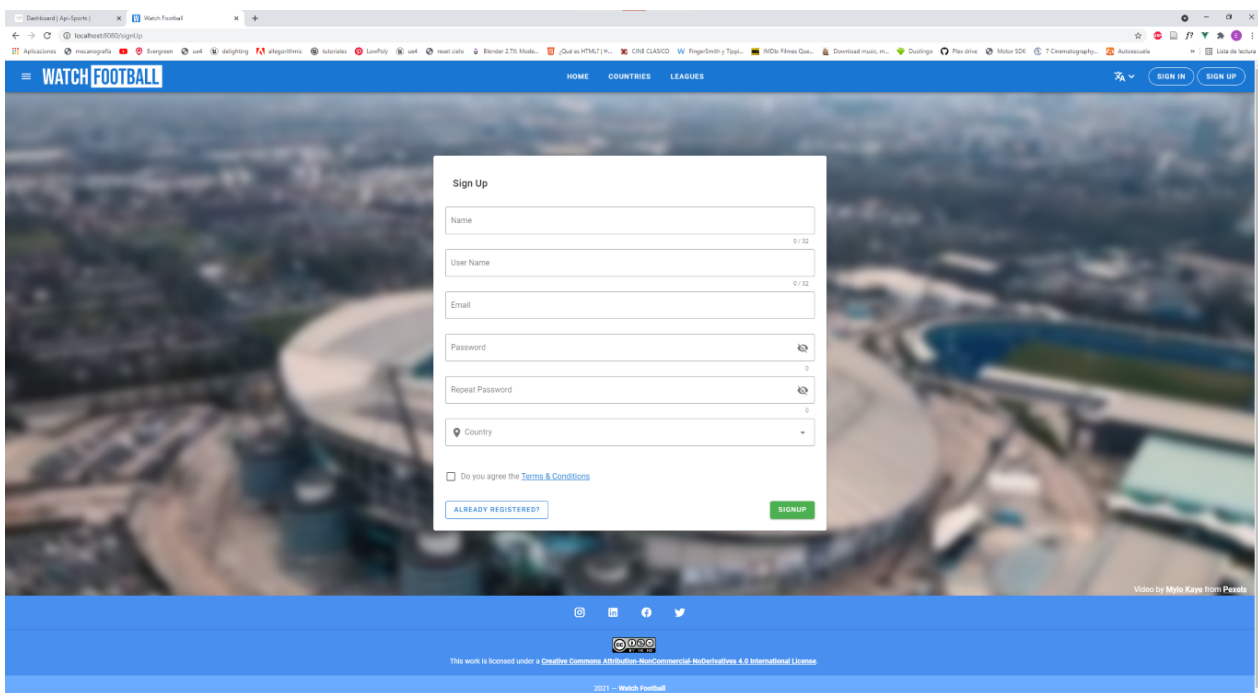 Dashboard | Api-Sports |
Watch Football
localhost:8080/signUp
Aplicaciones mecanografía Evergreen ue4 delighting allegorithmic tutoriales LowPoly ue4 reset cielo Blender 2.7X Mode... ¿Qué es HTML? | H... CINE CLASICO FingerSmith y Tippi... IMDb Filmes Que... Download music, m... Duolingo Plex drive Motor SDK ? Cinematography... Autoescuela » Lista de lectura
WATCH FOOTBALL HOME COUNTRIES LEAGUES SIGN IN SIGN UP
Sign Up
Name
0 / 32
User Name
0 / 32
Email
Password
0
Repeat Password
0
Country
Do you agree the Terms & Conditions
ALREADY REGISTERED? SIGNUP
Video by Mylo Kaye from Pexels
BY NC ND
This work is licensed under a Creative Commons Attribution-NonCommercial-NoDerivatives 4.0 International License.
2021 — Watch Football